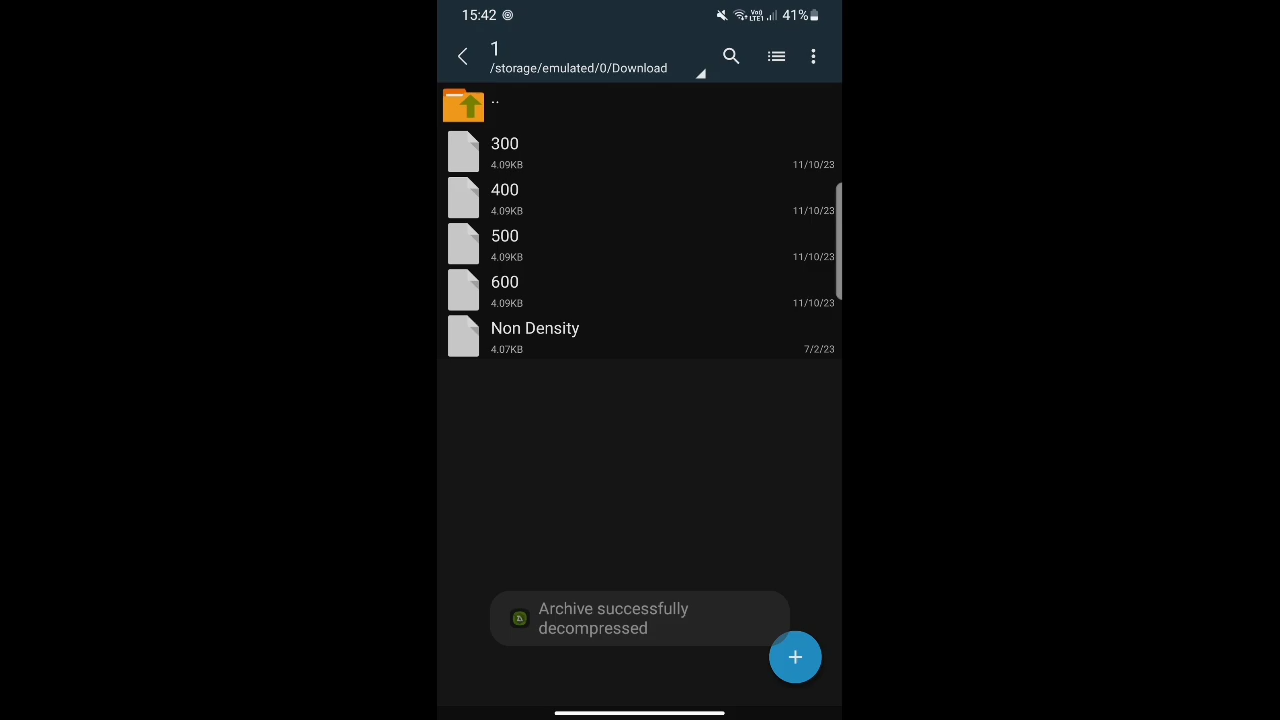 15:42
Vo)) LTE1 41%
1
/storage/emulated/0/Download
..
300
4.09KB 11/10/23
400
4.09KB 11/10/23
500
4.09KB 11/10/23
600
4.09KB 11/10/23
Non Density
4.07KB 7/2/23
Archive successfully
decompressed